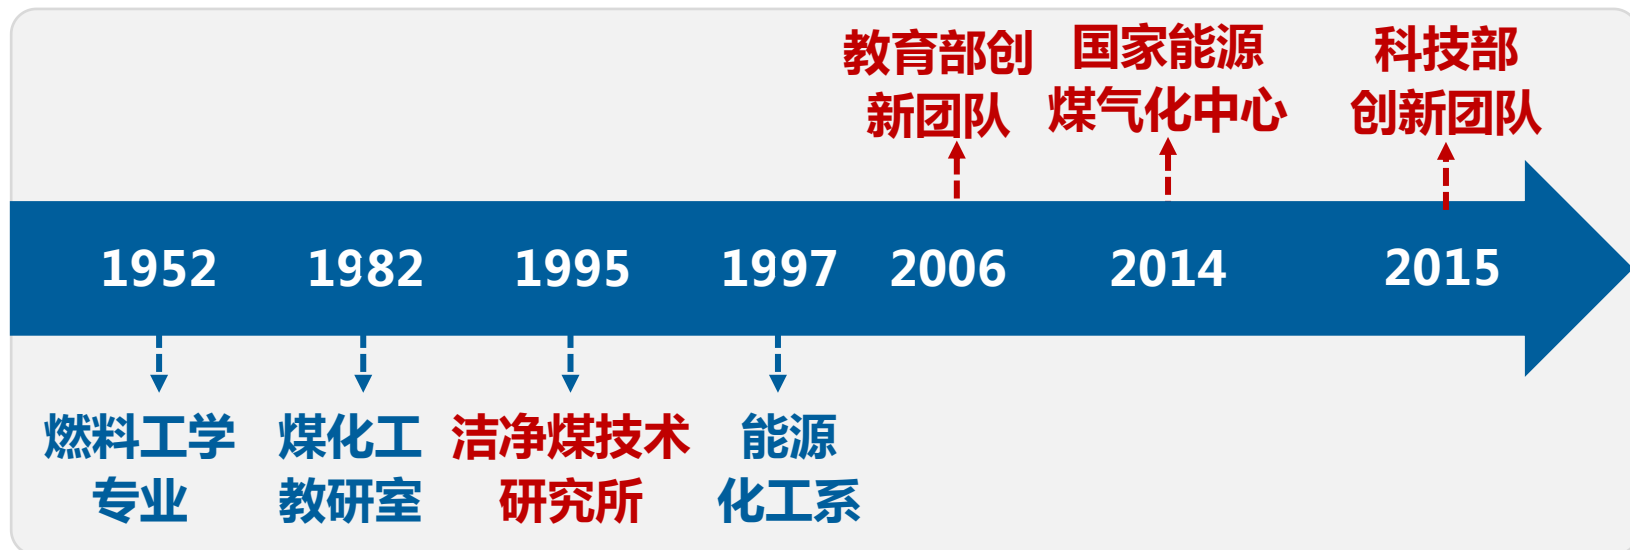 教育部创
新团队
国家能源
煤气化中心
科技部
创新团队
1952
1982
1995
1997
2006
2014
2015
燃料工学
专业
煤化工
教研室
洁净煤技术
研究所
能源
化工系